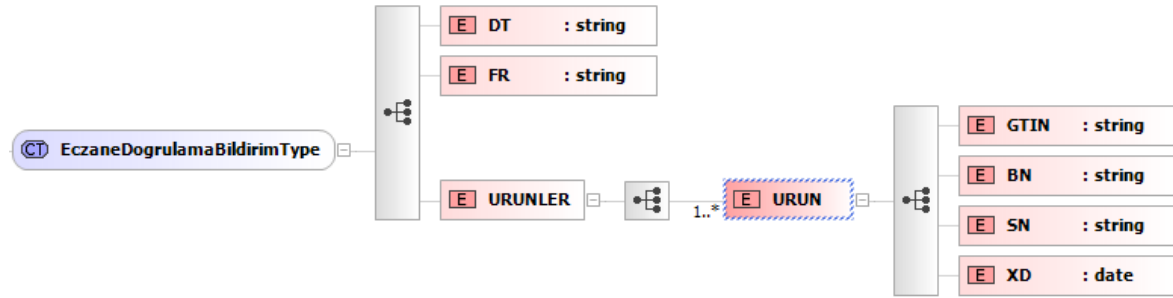 E DT : string
E FR : string
CT EczaneDogrulamaBildirimType
E URUNLER
1..*
E URUN
E GTIN : string
E BN : string
E SN : string
E XD : date